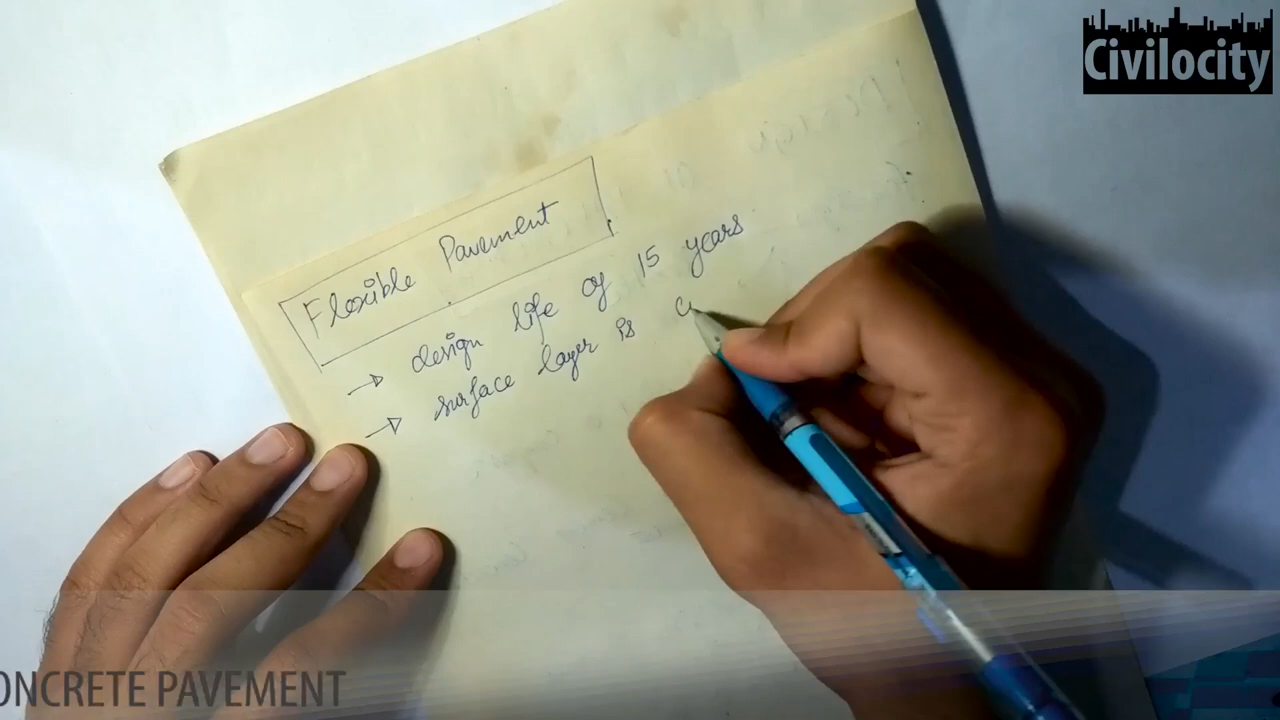 Civilocity
Flexible Pavement
→ design life of 15 years
→ surface layer is
ONCRETE PAVEMENT